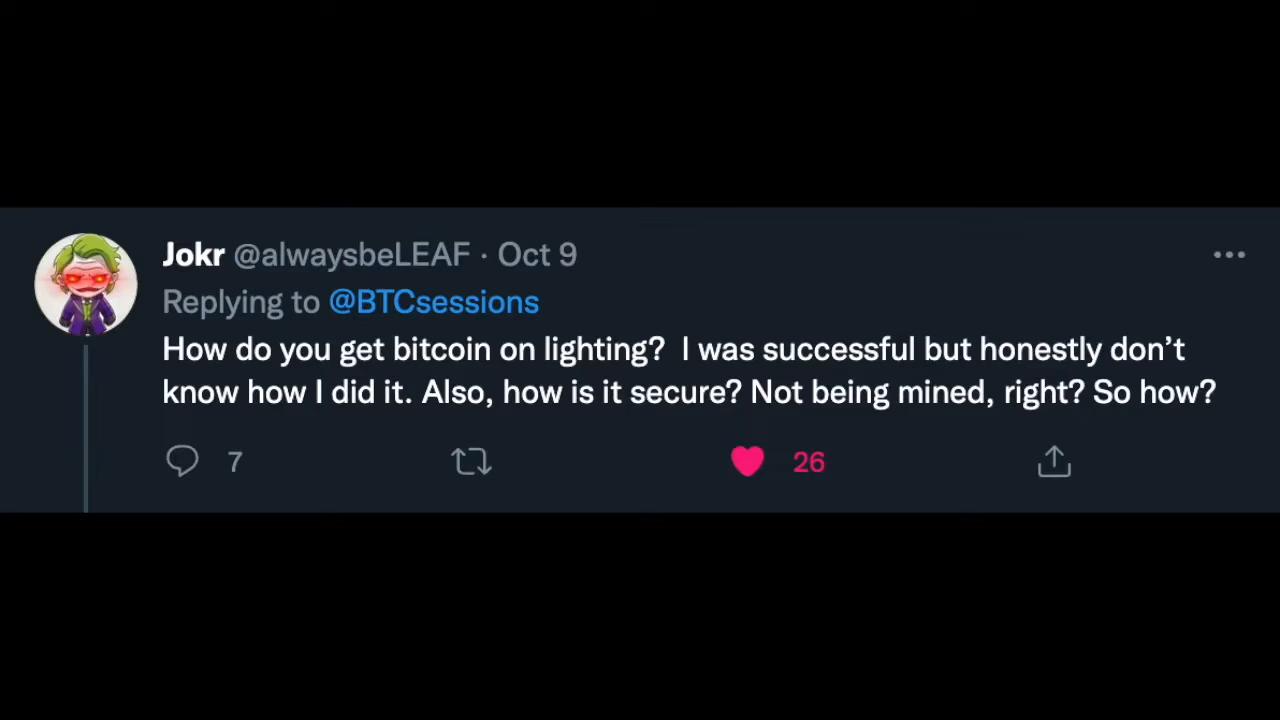 Jokr @alwaysbeLEAF · Oct 9
Replying to @BTCsessions
How do you get bitcoin on lighting?  I was successful but honestly don’t
know how I did it. Also, how is it secure? Not being mined, right? So how?
7 26